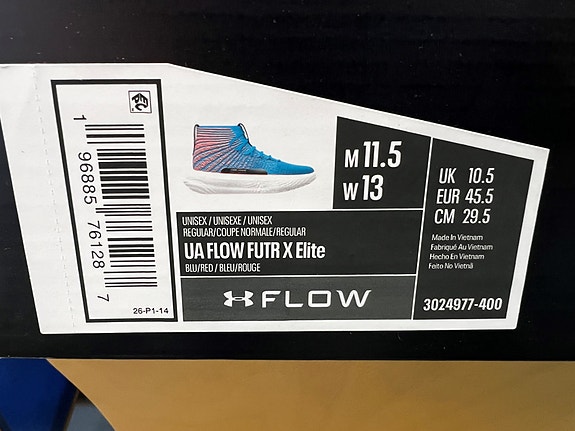 1 96885 76128 7
26-P1-14
M 11.5
W 13
UNISEX / UNISEXE / UNISEX
REGULAR/COUPE NORMALE/REGULAR
UA FLOW FUTR X Elite
BLU/RED / BLEU/ROUGE
FLOW
UK 10.5
EUR 45.5
CM 29.5
Made In Vietnam
Fabriqué Au Vietnam
Hecho En Vietnam
Feito No Vietnã
3024977-400